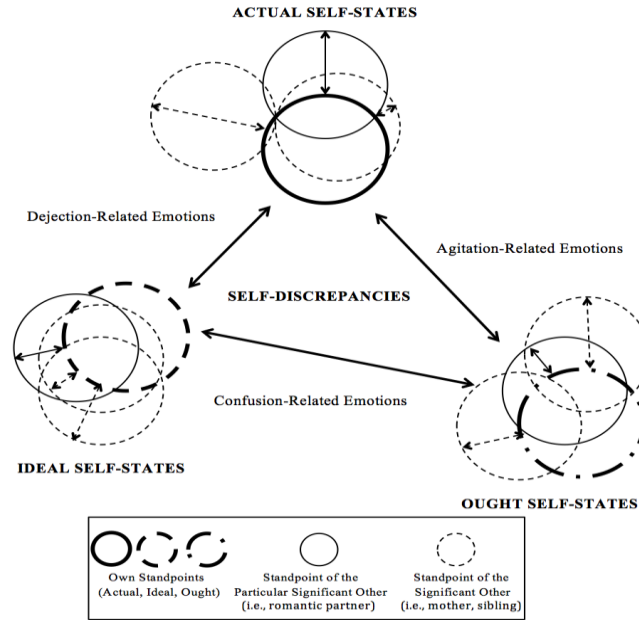 ACTUAL SELF-STATES
Dejection-Related Emotions
Agitation-Related Emotions
SELF-DISCREPANCIES
Confusion-Related Emotions
IDEAL SELF-STATES
OUGHT SELF-STATES
Own Standpoints
(Actual, Ideal, Ought)
Standpoint of the
Particular Significant Other
(i.e., romantic partner)
Standpoint of the
Significant Other
(i.e., mother, sibling)